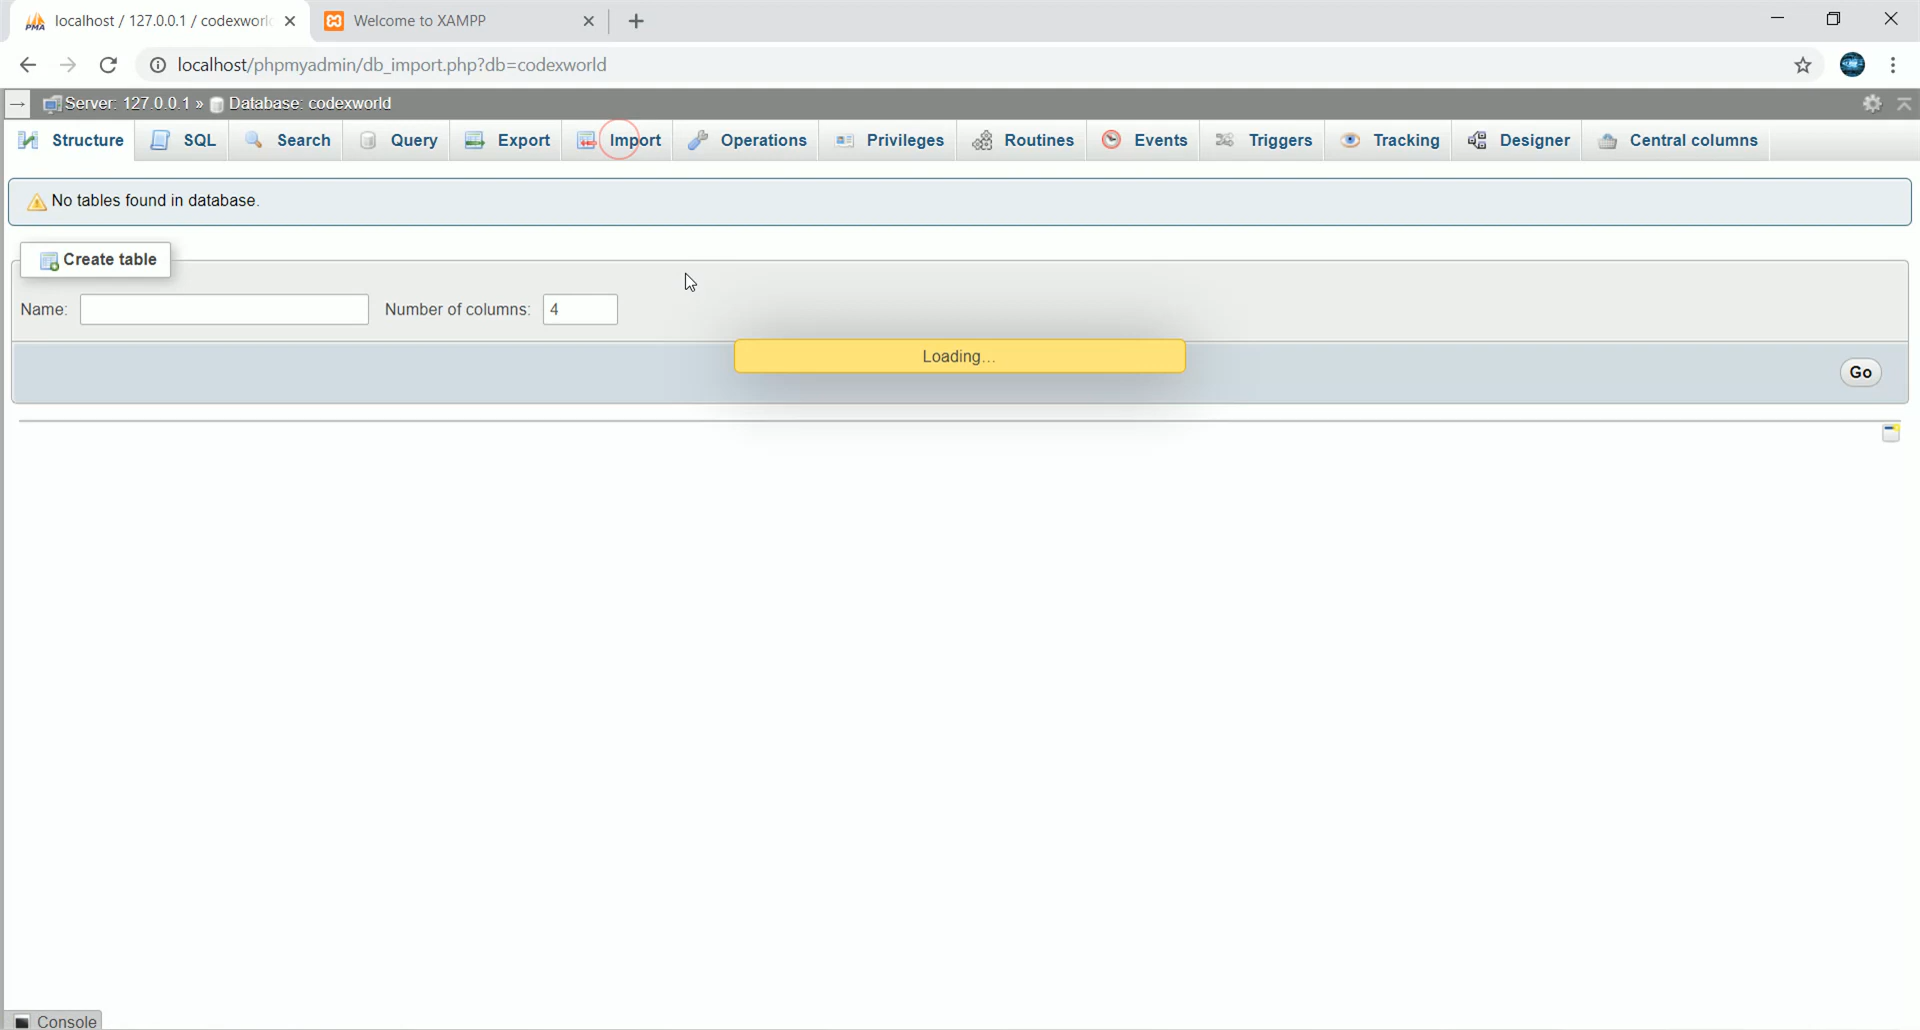 localhost / 127.0.0.1 / codexworl
Welcome to XAMPP
localhost/phpmyadmin/db_import.php?db=codexworld
Server: 127.0.0.1 » Database: codexworld
Structure SQL Search Query Export Import Operations Privileges Routines Events Triggers Tracking Designer Central columns
No tables found in database.
Create table
Name: Number of columns: 4
Loading…
Go
Console